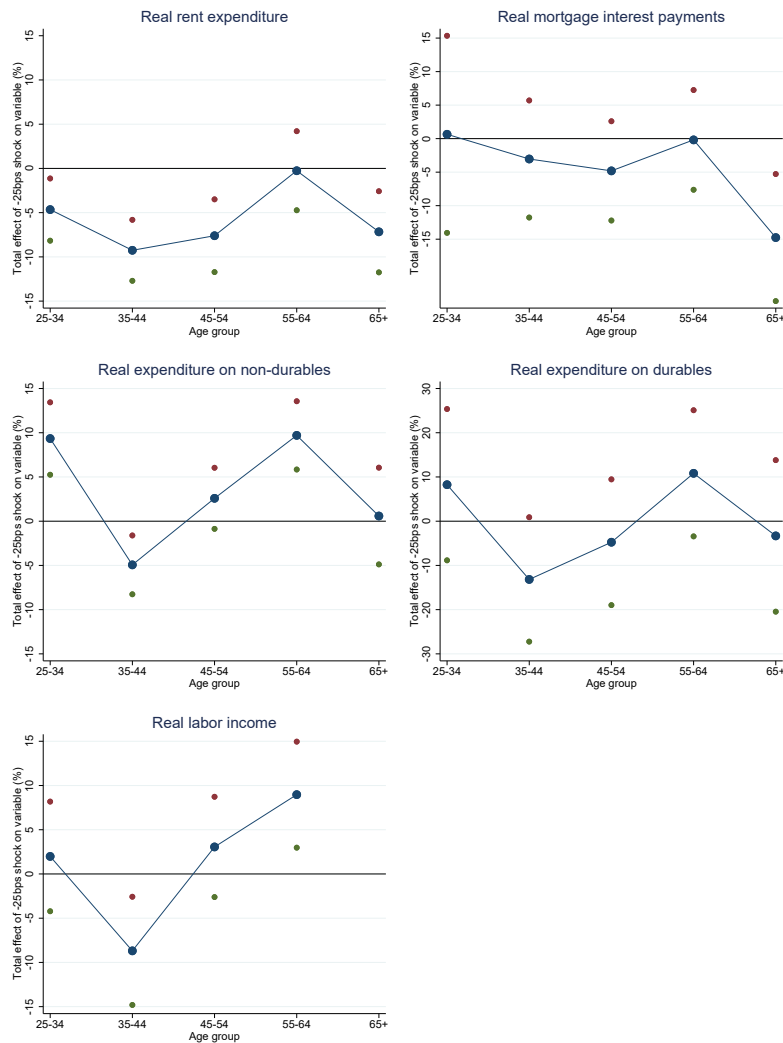 Real rent expenditure
Total effect of -25bps shock on variable (%)
15
10
5
0
-5
-10
-15
25-34 35-44 45-54 55-64 65+
Age group
Real mortgage interest payments
Total effect of -25bps shock on variable (%)
15
10
5
0
-5
-10
-15
25-34 35-44 45-54 55-64 65+
Age group
Real expenditure on non-durables
Total effect of -25bps shock on variable (%)
15
10
5
0
-5
-10
-15
25-34 35-44 45-54 55-64 65+
Age group
Real expenditure on durables
Total effect of -25bps shock on variable (%)
30
20
10
0
-10
-20
-30
25-34 35-44 45-54 55-64 65+
Age group
Real labor income
Total effect of -25bps shock on variable (%)
15
10
5
0
-5
-10
-15
25-34 35-44 45-54 55-64 65+
Age group